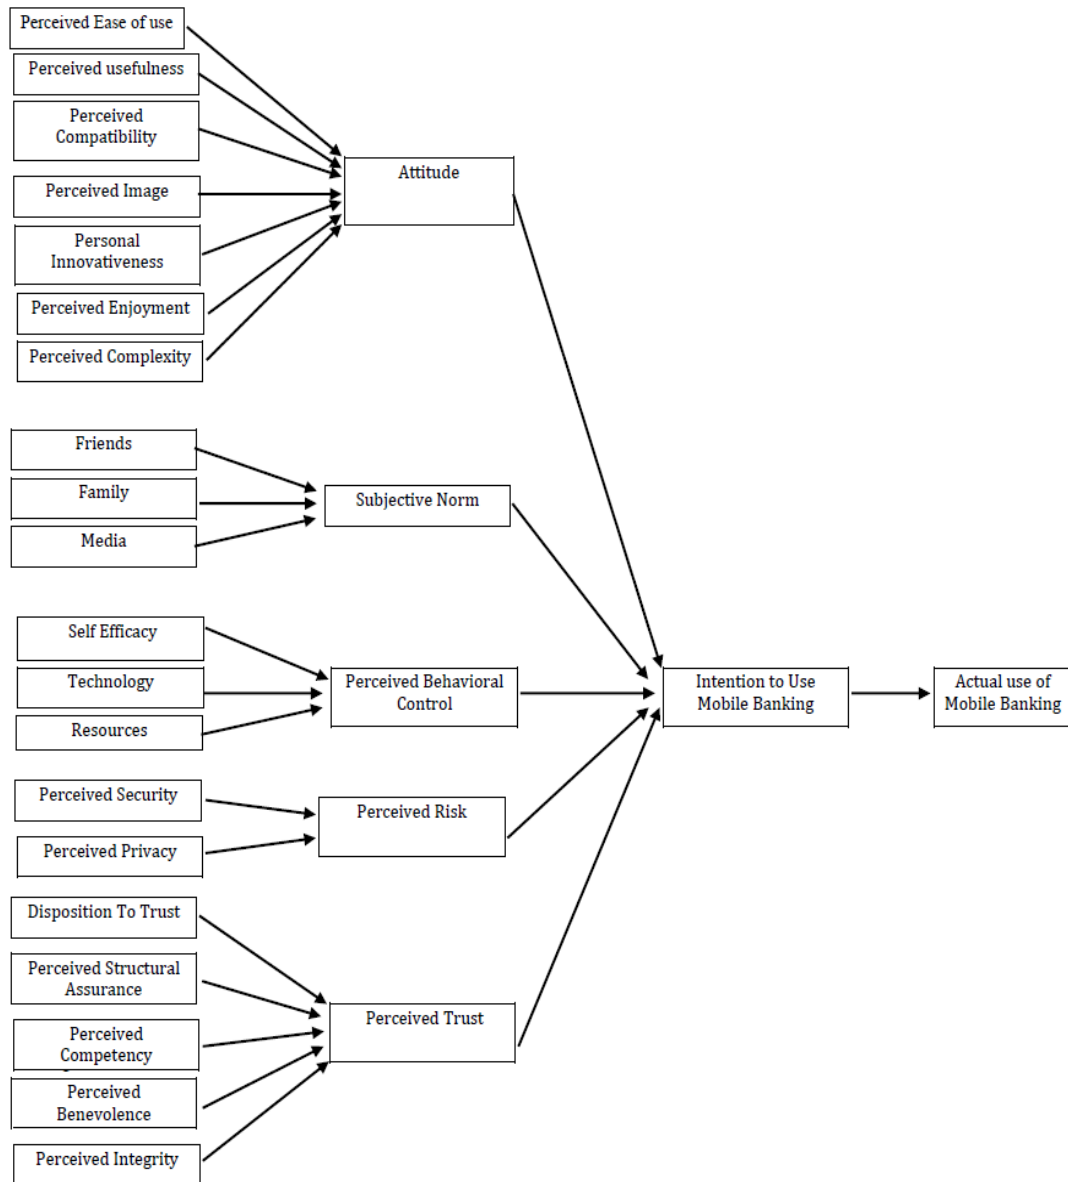 Perceived Ease of use
Perceived usefulness
Perceived
Compatibility
Perceived Image
Personal
Innovativeness
Perceived Enjoyment
Perceived Complexity
Attitude
Friends
Family
Media
Subjective Norm
Self Efficacy
Technology
Resources
Perceived Behavioral
Control
Perceived Security
Perceived Privacy
Perceived Risk
Disposition To Trust
Perceived Structural
Assurance
Perceived
Competency
Perceived
Benevolence
Perceived Integrity
Perceived Trust
Intention to Use
Mobile Banking
Actual use of
Mobile Banking